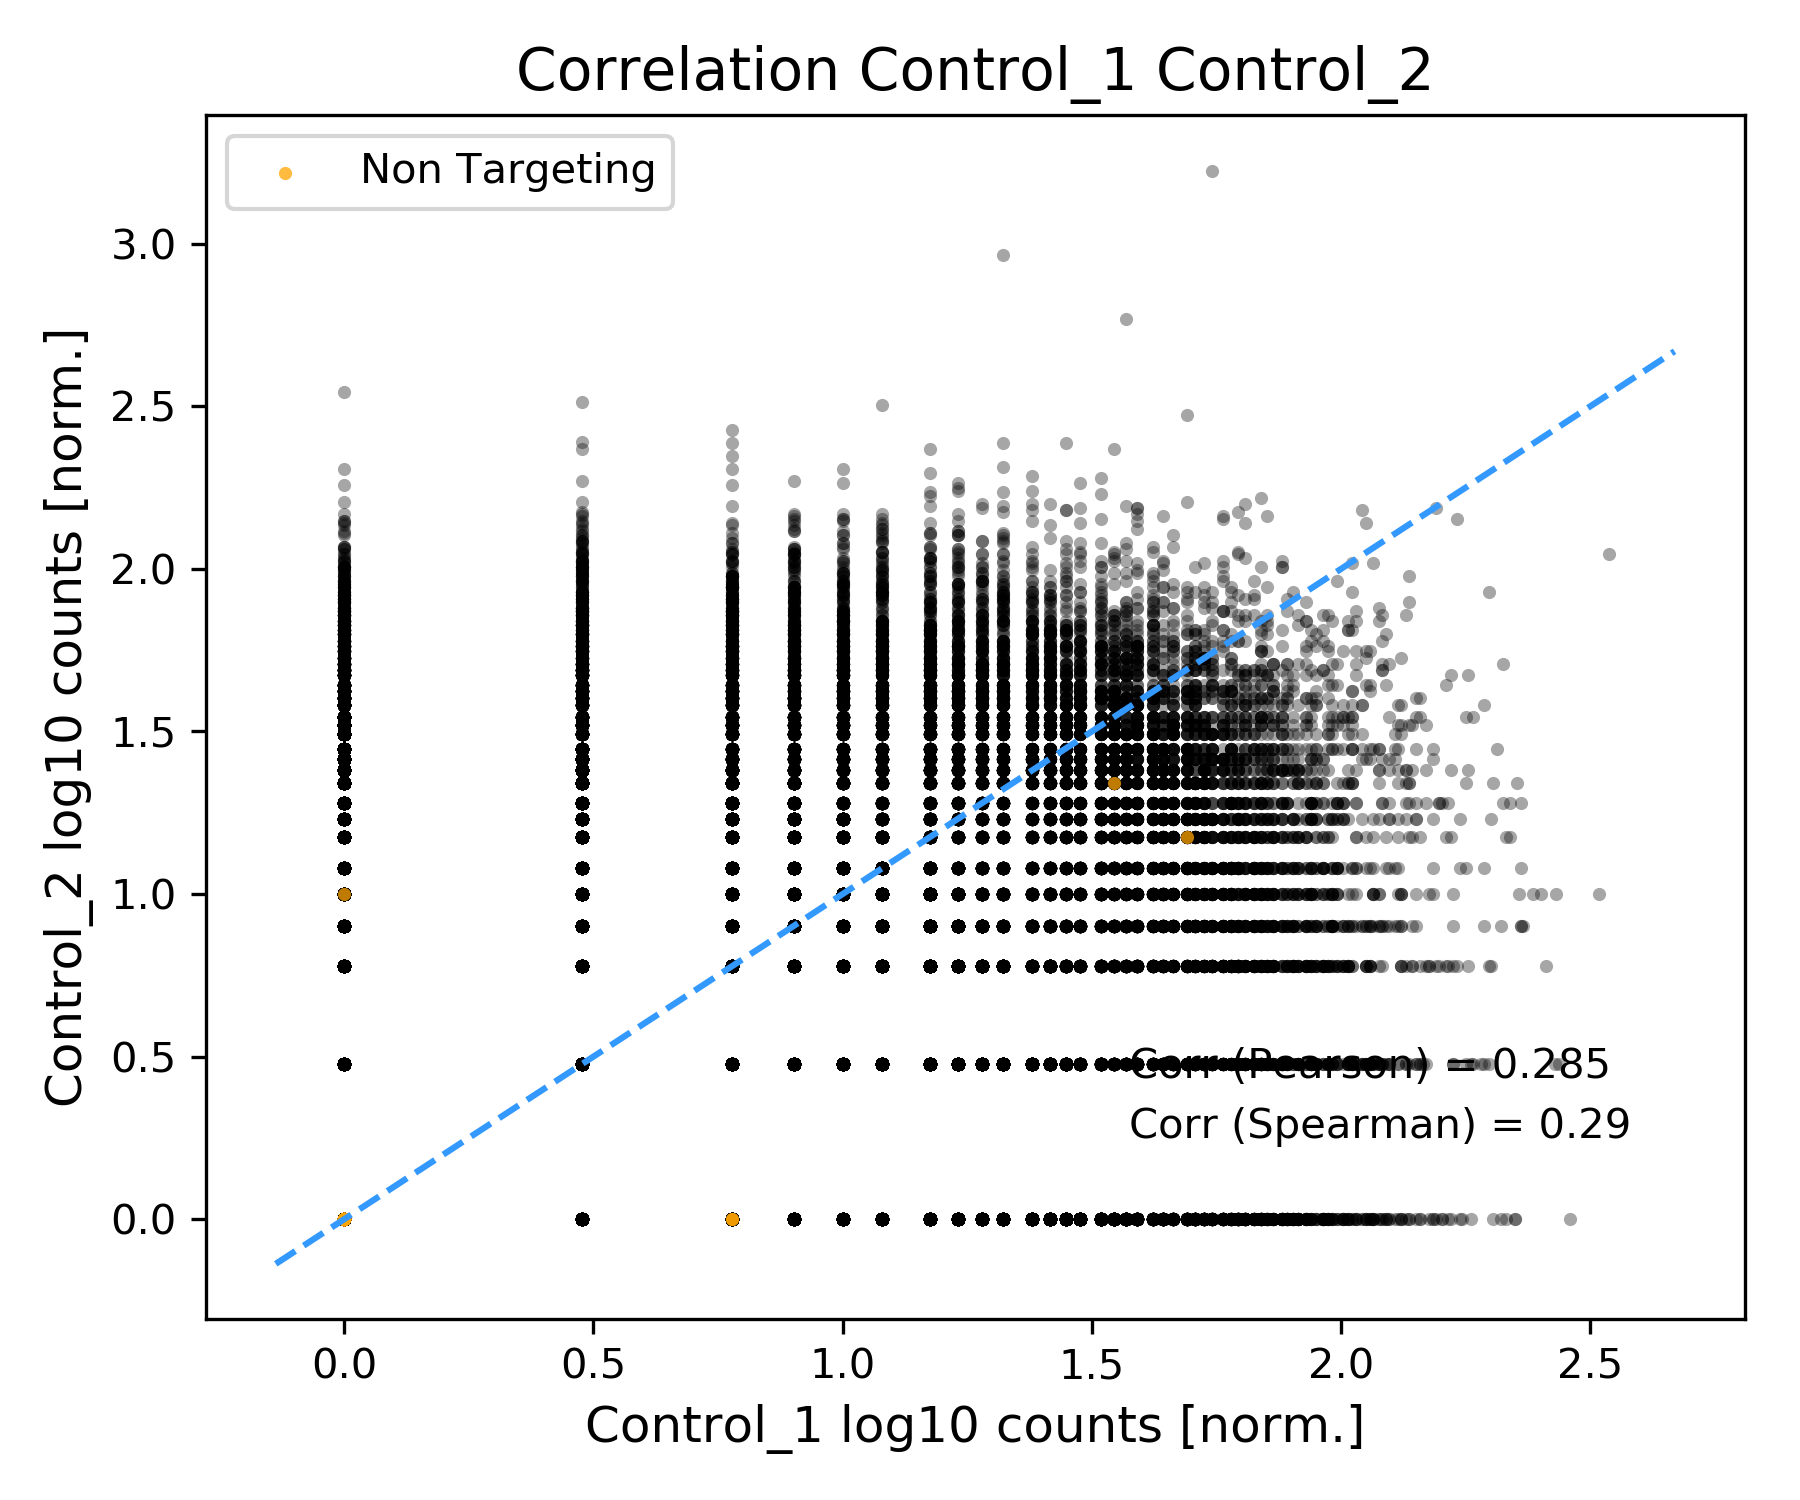 Correlation Control_1 Control_2
Non Targeting
Control_2 log10 counts [norm.]
3.0
2.5
2.0
1.5
1.0
0.5
0.0
Corr (Pearson) = 0.285
Corr (Spearman) = 0.29
0.0 0.5 1.0 1.5 2.0 2.5
Control_1 log10 counts [norm.]